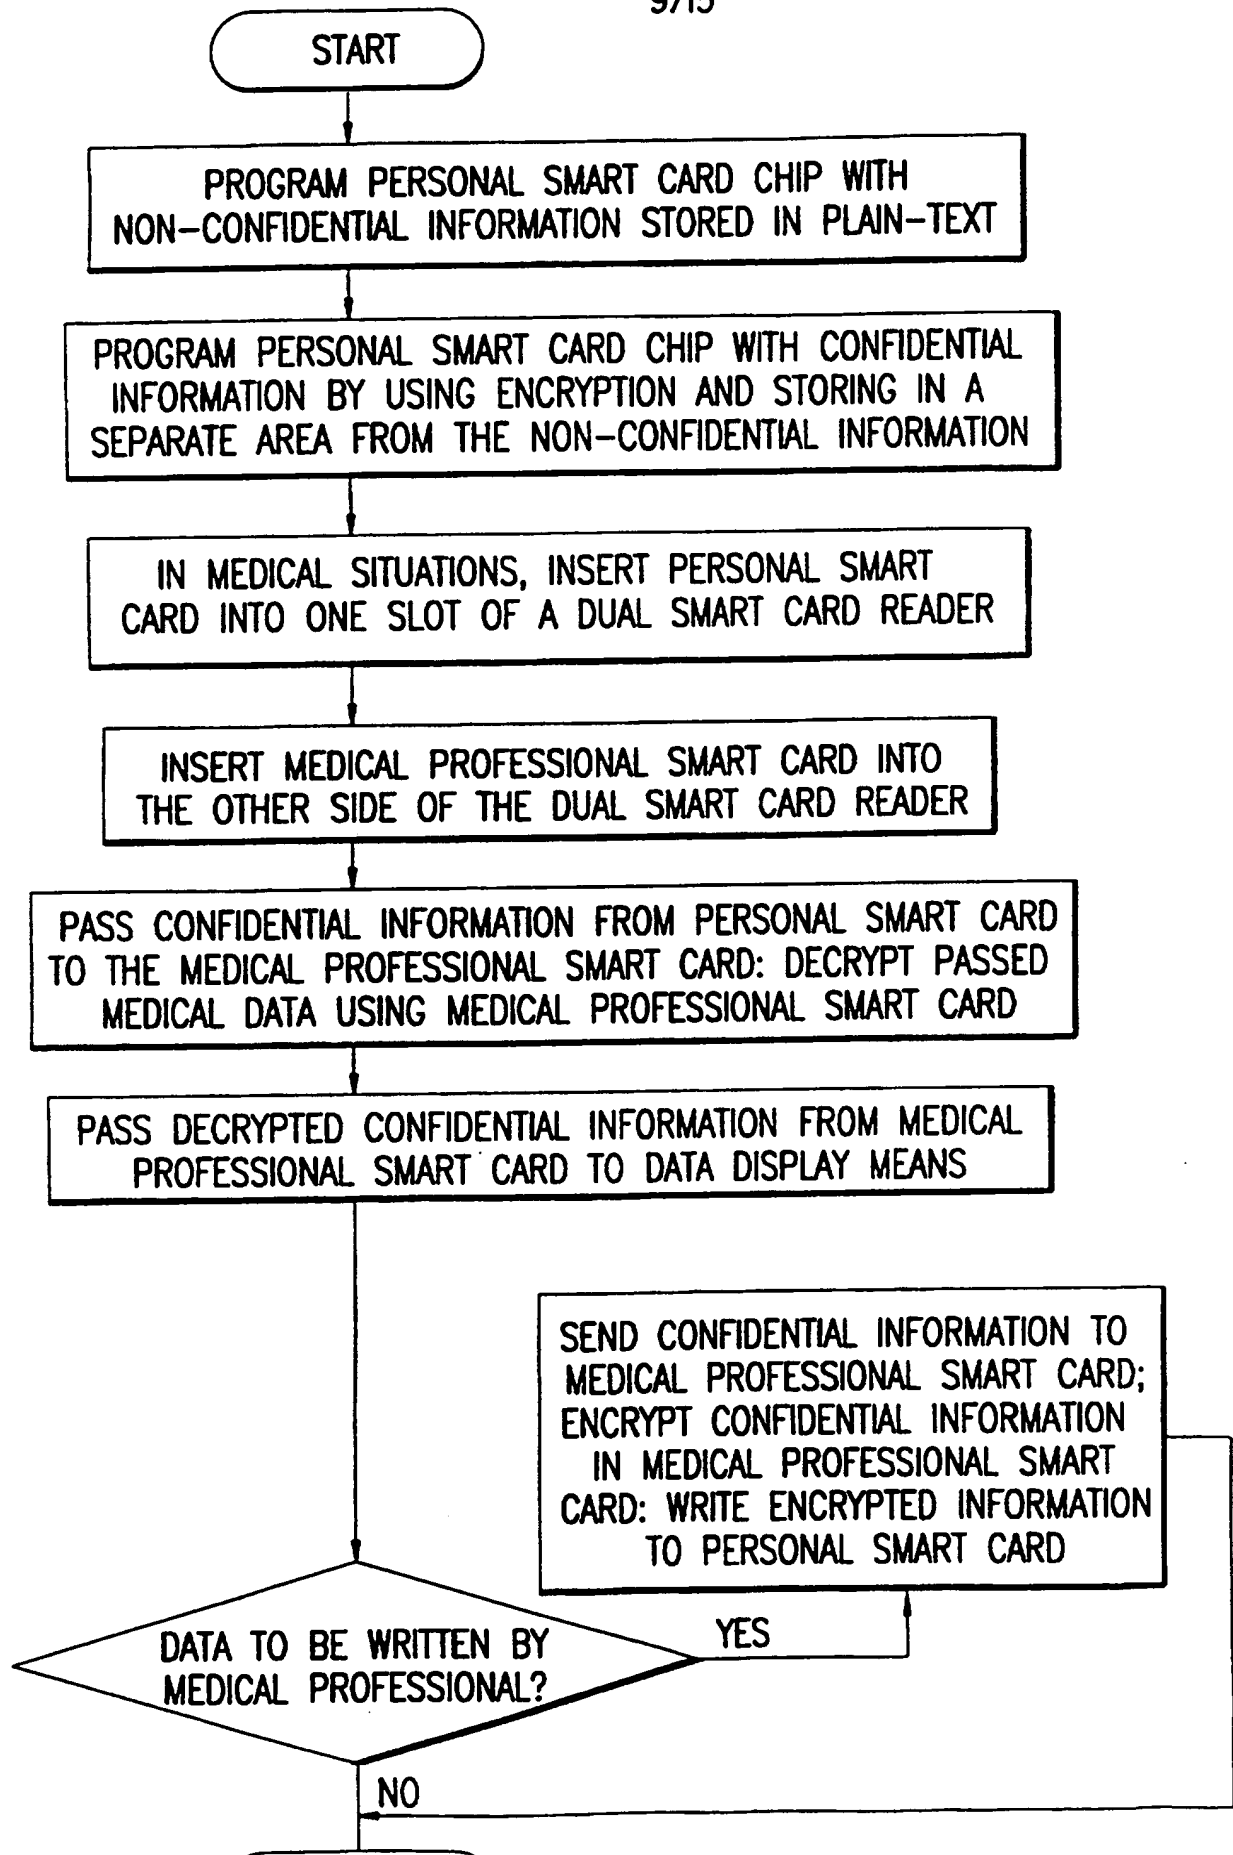 9/15
START
PROGRAM PERSONAL SMART CARD CHIP WITH
NON-CONFIDENTIAL INFORMATION STORED IN PLAIN-TEXT
PROGRAM PERSONAL SMART CARD CHIP WITH CONFIDENTIAL
INFORMATION BY USING ENCRYPTION AND STORING IN A
SEPARATE AREA FROM THE NON-CONFIDENTIAL INFORMATION
IN MEDICAL SITUATIONS, INSERT PERSONAL SMART
CARD INTO ONE SLOT OF A DUAL SMART CARD READER
INSERT MEDICAL PROFESSIONAL SMART CARD INTO
THE OTHER SIDE OF THE DUAL SMART CARD READER
PASS CONFIDENTIAL INFORMATION FROM PERSONAL SMART CARD
TO THE MEDICAL PROFESSIONAL SMART CARD: DECRYPT PASSED
MEDICAL DATA USING MEDICAL PROFESSIONAL SMART CARD
PASS DECRYPTED CONFIDENTIAL INFORMATION FROM MEDICAL
PROFESSIONAL SMART CARD TO DATA DISPLAY MEANS
SEND CONFIDENTIAL INFORMATION TO
MEDICAL PROFESSIONAL SMART CARD;
ENCRYPT CONFIDENTIAL INFORMATION
IN MEDICAL PROFESSIONAL SMART
CARD: WRITE ENCRYPTED INFORMATION
TO PERSONAL SMART CARD
DATA TO BE WRITTEN BY
MEDICAL PROFESSIONAL?
YES
NO